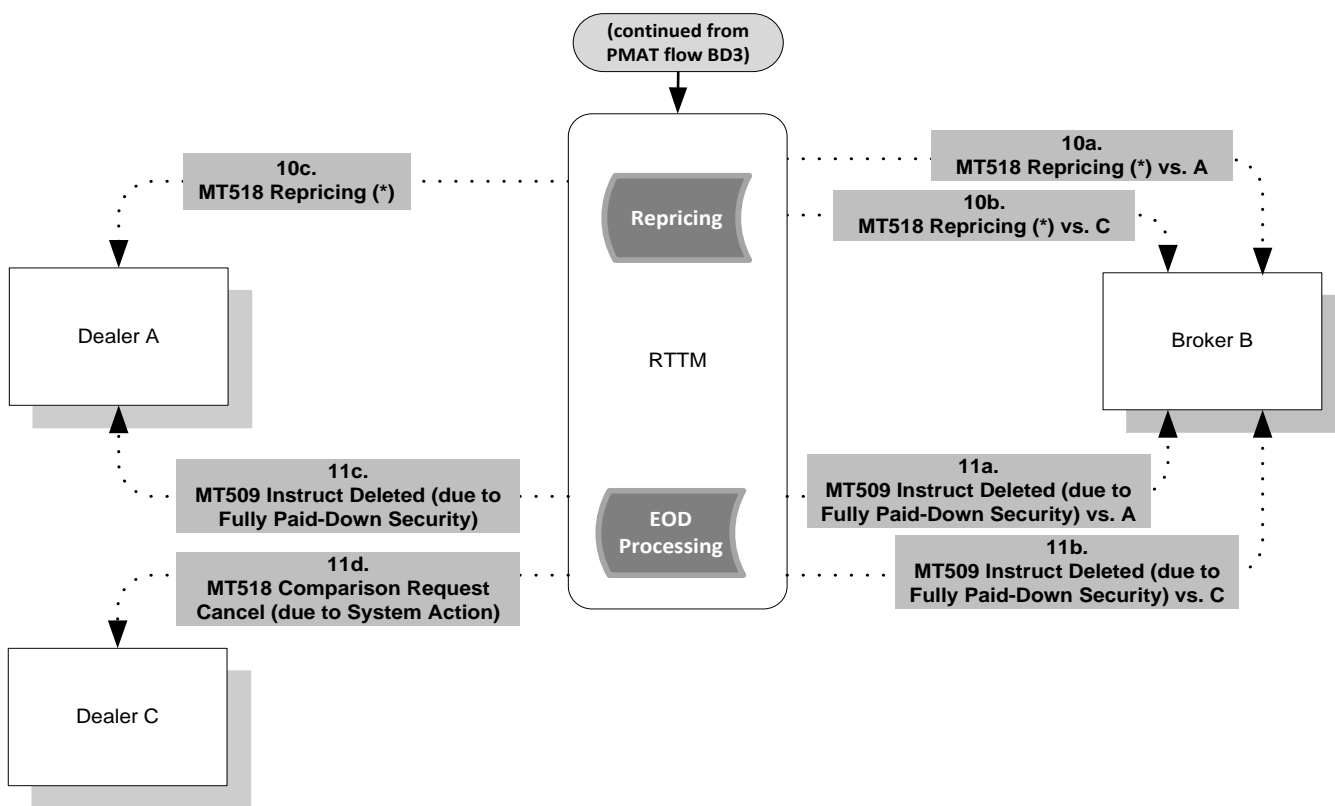 (continued from
PMAT flow BD3)
10c.
MT518 Repricing (*)
10a.
MT518 Repricing (*) vs. A
Repricing
10b.
MT518 Repricing (*) vs. C
Dealer A
RTTM
Broker B
11c.
MT509 Instruct Deleted (due to
Fully Paid-Down Security)
11a.
MT509 Instruct Deleted (due to
Fully Paid-Down Security) vs. A
EOD
Processing
11d.
MT518 Comparison Request
Cancel (due to System Action)
11b.
MT509 Instruct Deleted (due to
Fully Paid-Down Security) vs. C
Dealer C